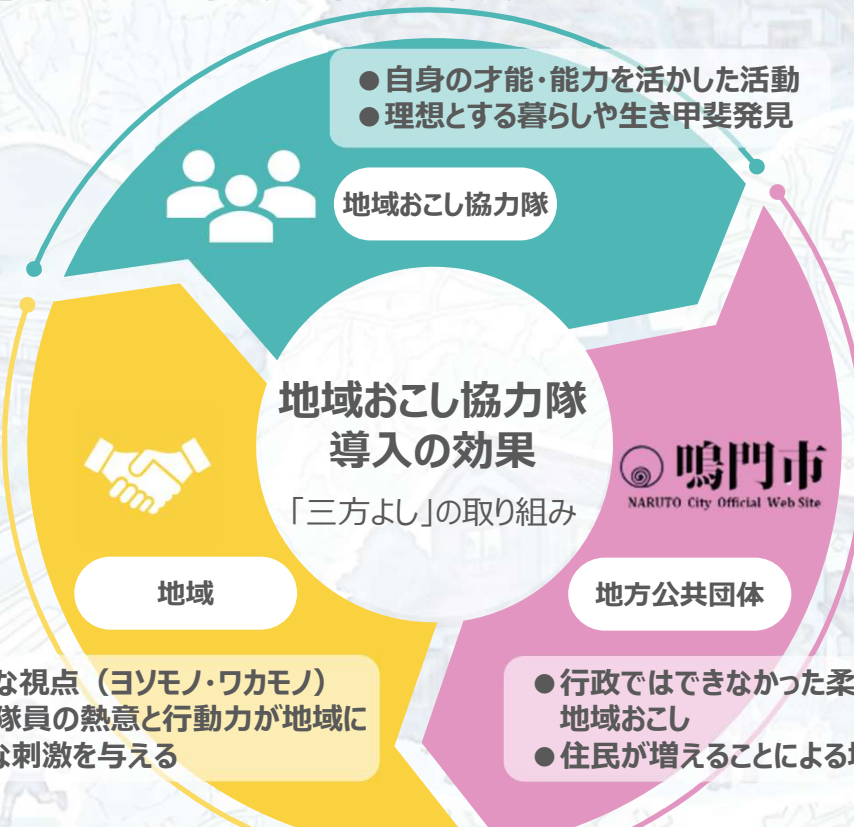 ●自身の才能・能力を活かした活動
●理想とする暮らしや生き甲斐発見
地域おこし協力隊
地域おこし協力隊
導入の効果
「三方よし」の取り組み
鳴門市
NARUTO City Official Web Site
地域
地方公共団体
な視点（ヨソモノ・ワカモノ）
隊員の熱意と行動力が地域に
な刺激を与える
●行政ではできなかった柔
地域おこし
●住民が増えることによる